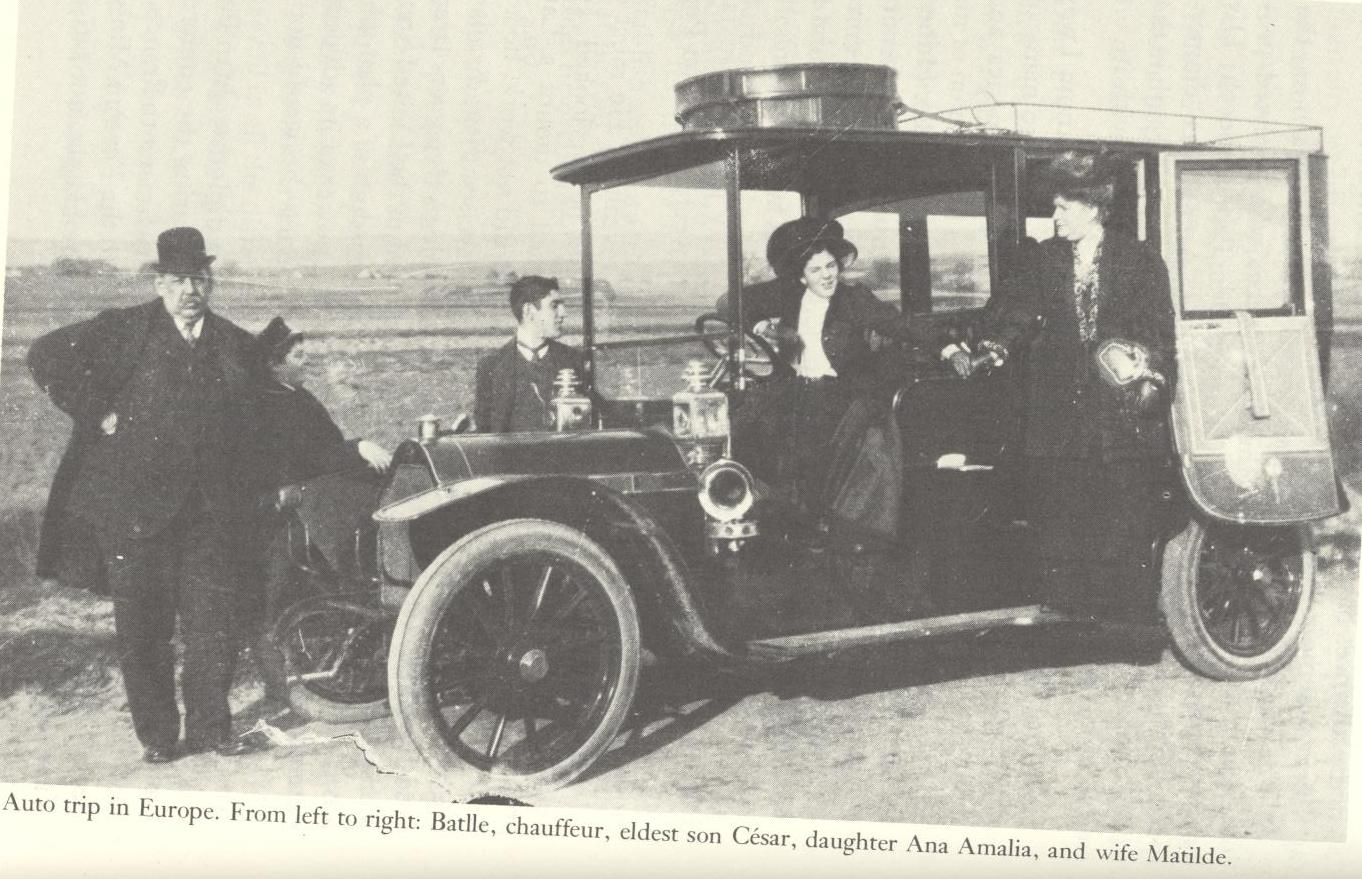 Auto trip in Europe. From left to right: Batlle, chauffeur, eldest son César, daughter Ana Amalia, and wife Matilde.